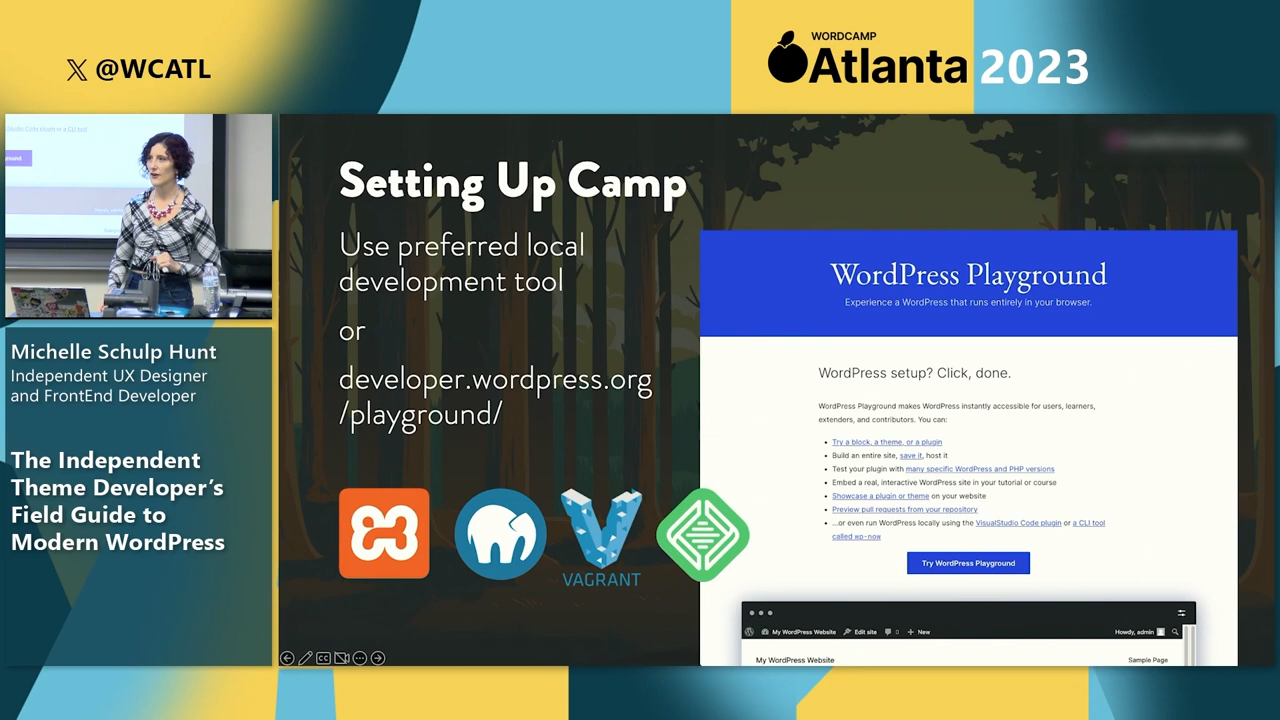 𝕏 @WCATL
WORDCAMP
Atlanta 2023
Michelle Schulp Hunt
Independent UX Designer
and FrontEnd Developer
The Independent
Theme Developer’s
Field Guide to
Modern WordPress
Setting Up Camp
Use preferred local
development tool
or
developer.wordpress.org
/playground/
VAGRANT
WordPress Playground
Experience a WordPress that runs entirely in your browser.
WordPress setup? Click, done.
WordPress Playground makes WordPress instantly accessible for users, learners,
extenders, and contributors. You can:
• Try a block, a theme, or a plugin
• Build an entire site, save it, host it
• Test your plugin with many specific WordPress and PHP versions
• Embed a real, interactive WordPress site in your tutorial or course
• Showcase a plugin or theme on your website
• Preview pull requests from your repository
• ...or even run WordPress locally using the VisualStudio Code plugin or a CLI tool
called wp-now
Try WordPress Playground
My WordPress Website Edit site 0 + New Howdy, admin
My WordPress Website Sample Page
CC